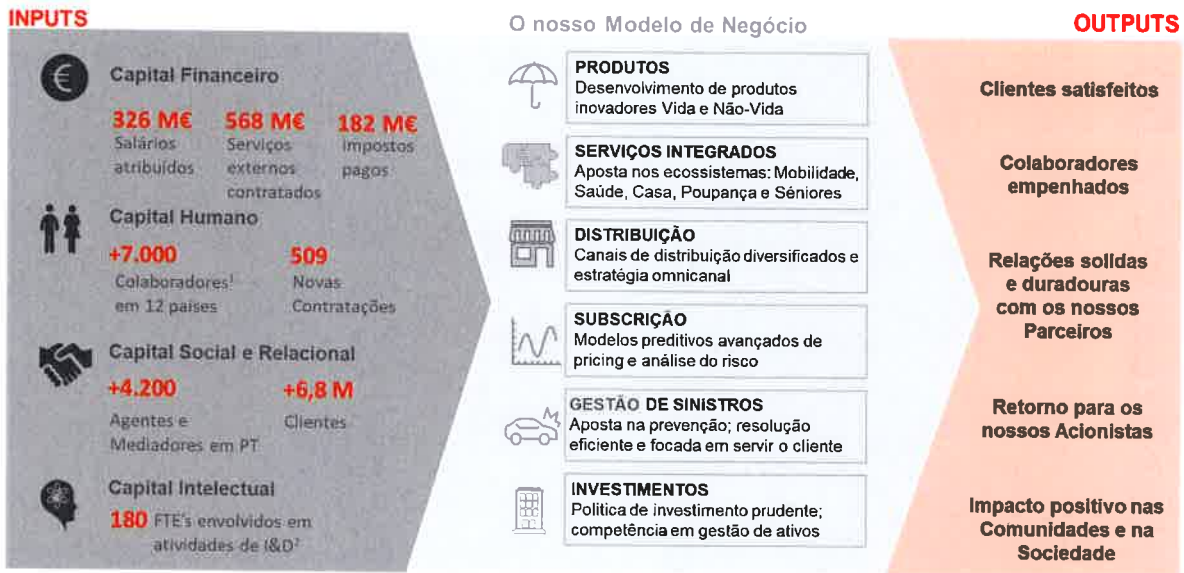 INPUTS
O nosso Modelo de Negócio
OUTPUTS
Capital Financeiro
326 M€
Salários
atribuídos
568 M€
Serviços
externos
contratados
182 M€
Impostos
pagos
Capital Humano
+7.000
Colaboradores¹
em 12 países
509
Novas
Contratações
Capital Social e Relacional
+4.200
Agentes e
Mediadores em PT
+6,8 M
Clientes
Capital Intelectual
180 FTE's envolvidos em
atividades de I&D²
PRODUTOS
Desenvolvimento de produtos
inovadores Vida e Não-Vida
SERVIÇOS INTEGRADOS
Aposta nos ecossistemas: Mobilidade,
Saúde, Casa, Poupança e Séniores
DISTRIBUIÇÃO
Canais de distribuição diversificados e
estratégia omnicanal
SUBSCRIÇÃO
Modelos preditivos avançados de
pricing e análise do risco
GESTÃO DE SINISTROS
Aposta na prevenção; resolução
eficiente e focada em servir o cliente
INVESTIMENTOS
Politica de investimento prudente;
competência em gestão de ativos
Clientes satisfeitos
Colaboradores
empenhados
Relações solidas
e duradouras
com os nossos
Parceiros
Retorno para os
nossos Acionistas
Impacto positivo nas
Comunidades e na
Sociedade